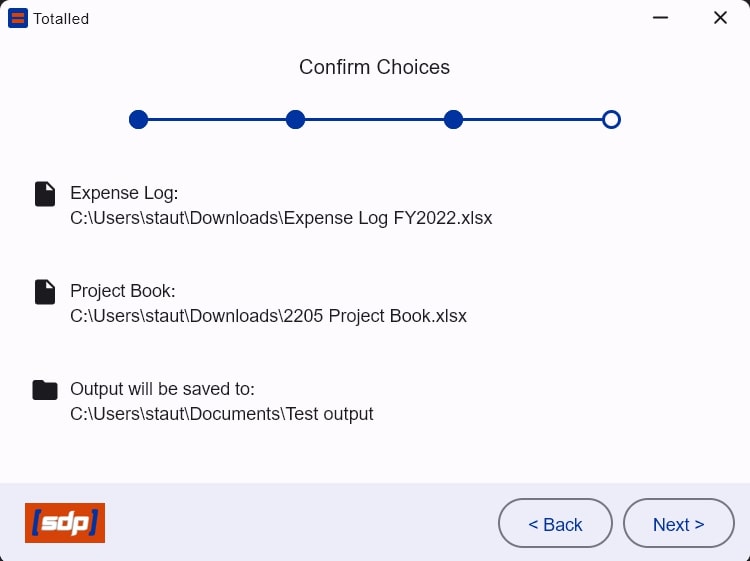 Totalled
Confirm Choices
Expense Log:
C:\Users\staut\Downloads\Expense Log FY2022.xlsx
Project Book:
C:\Users\staut\Downloads\2205 Project Book.xlsx
Output will be saved to:
C:\Users\staut\Documents\Test output
[sdp]
< Back
Next >